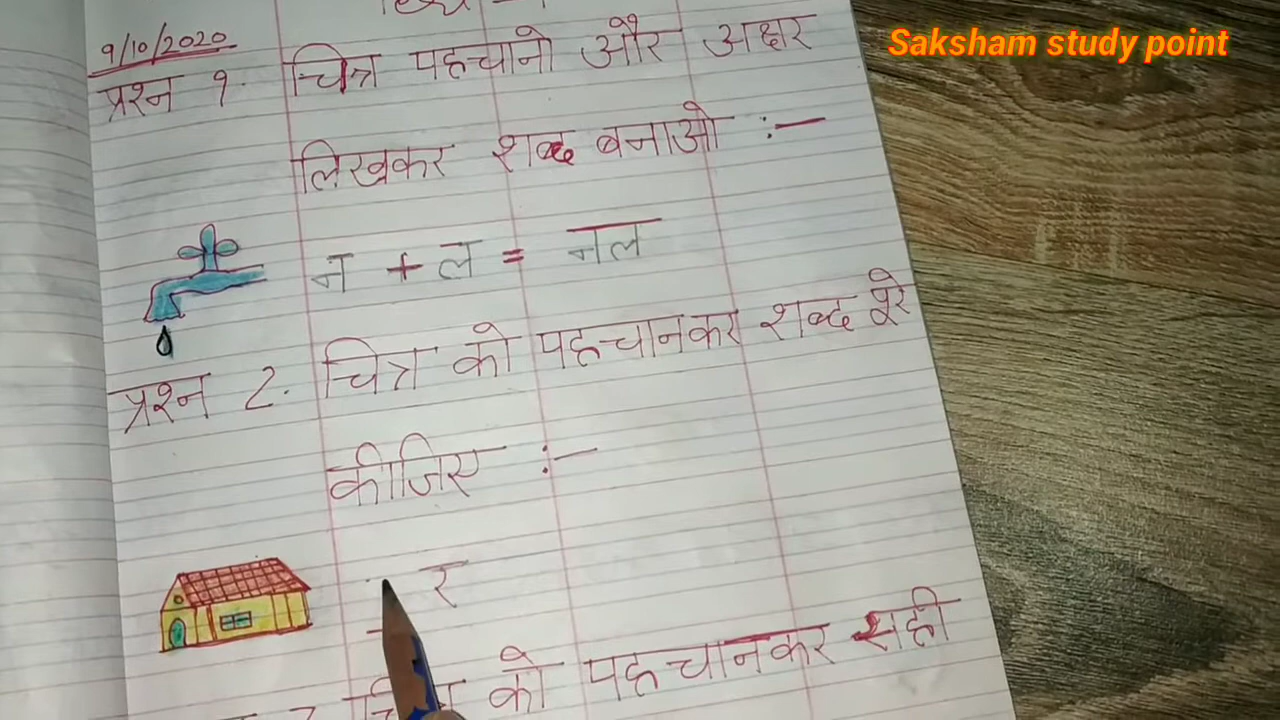 Saksham study point
9/10/2020
प्रश्न १. चित्र पहचानो और अक्षर
लिखकर शब्द बनाओ :-
न + ल = नल
प्रश्न 2. चित्र को पहचानकर शब्द पूरे
कीजिए :-
_ र
को पहचानकर सही